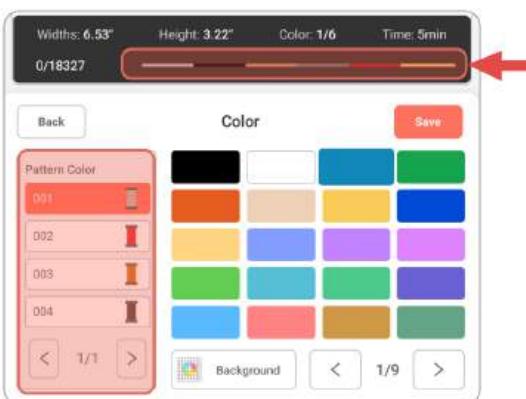 Widths: 6.53" Height: 3.22" Color: 1/6 Time: 5min
0/18327
Back Color Save
Pattern Color
001
002
003
004
< 1/1 >
Background < 1/9 >